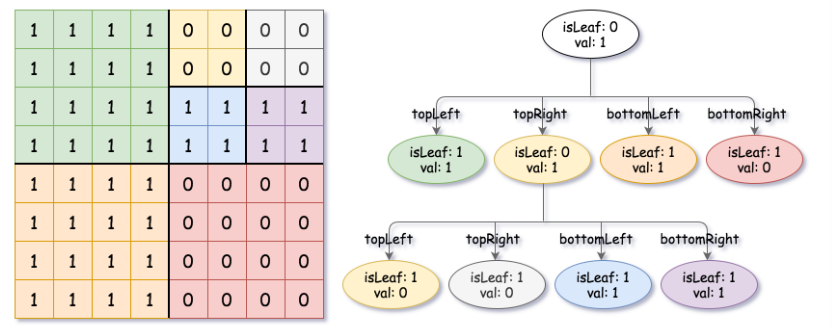 1 1 1 1 0 0 0 0
1 1 1 1 0 0 0 0
1 1 1 1 1 1 1 1
1 1 1 1 1 1 1 1
1 1 1 1 0 0 0 0
1 1 1 1 0 0 0 0
1 1 1 1 0 0 0 0
1 1 1 1 0 0 0 0
isLeaf: 0
val: 1
topLeft topRight bottomLeft bottomRight
isLeaf: 1 isLeaf: 0 isLeaf: 1 isLeaf: 1
val: 1 val: 1 val: 1 val: 0
topLeft topRight bottomLeft bottomRight
isLeaf: 1 isLeaf: 1 isLeaf: 1 isLeaf: 1
val: 0 val: 0 val: 1 val: 1